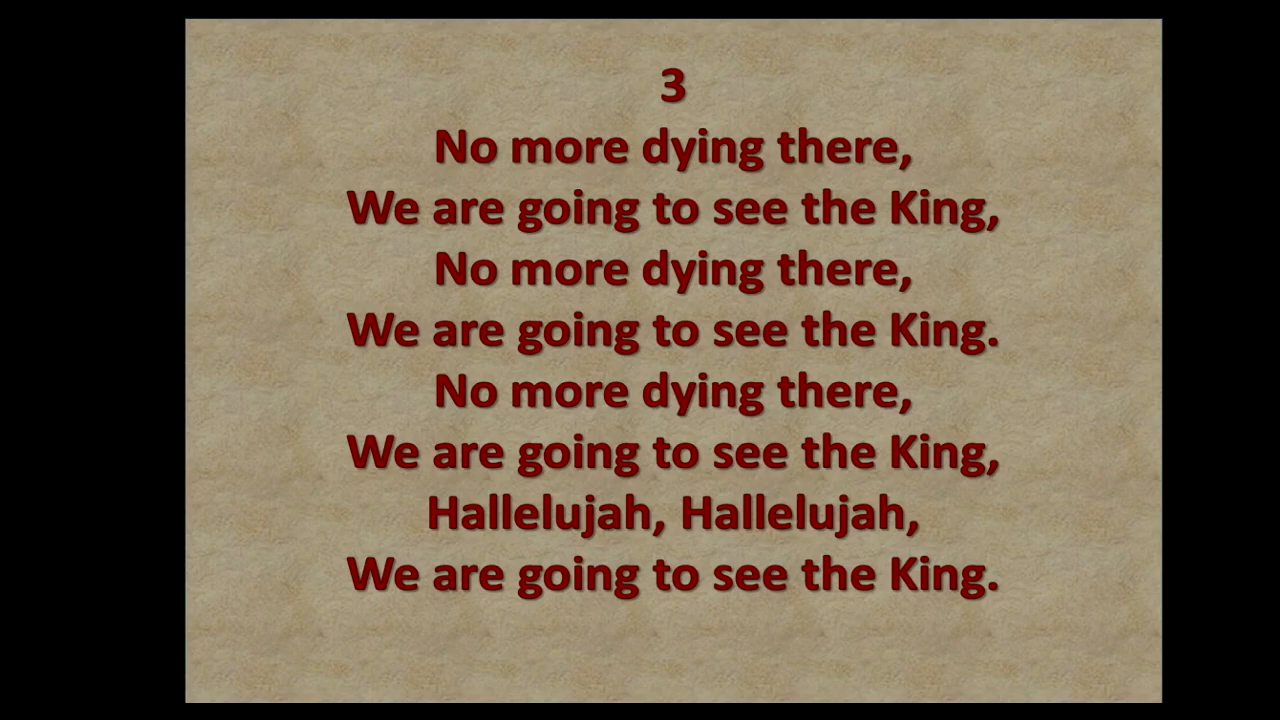 3
No more dying there,
We are going to see the King,
No more dying there,
We are going to see the King.
No more dying there,
We are going to see the King,
Hallelujah, Hallelujah,
We are going to see the King.